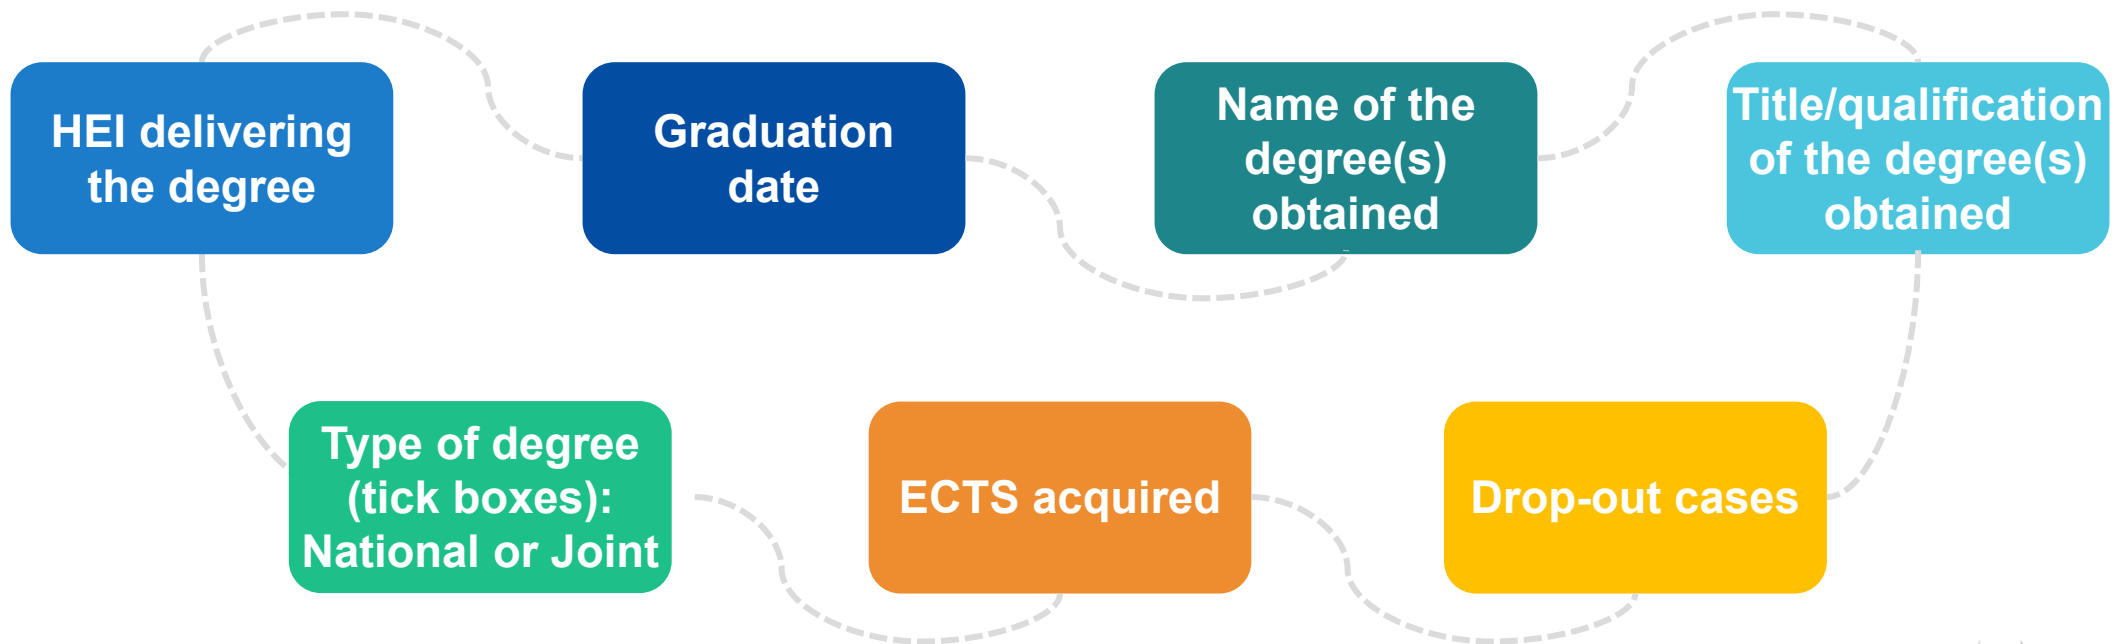 HEI delivering
the degree
Graduation
date
Name of the
degree(s)
obtained
Title/qualification
of the degree(s)
obtained
Type of degree
(tick boxes):
National or Joint
ECTS acquired
Drop-out cases